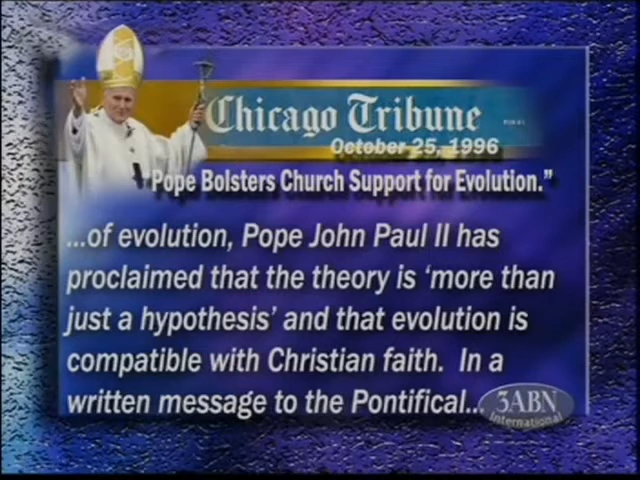 Chicago Tribune
October 25, 1996
"Pope Bolsters Church Support for Evolution."
...of evolution, Pope John Paul II has
proclaimed that the theory is ‘more than
just a hypothesis’ and that evolution is
compatible with Christian faith.  In a
written message to the Pontifical...
3ABN
International